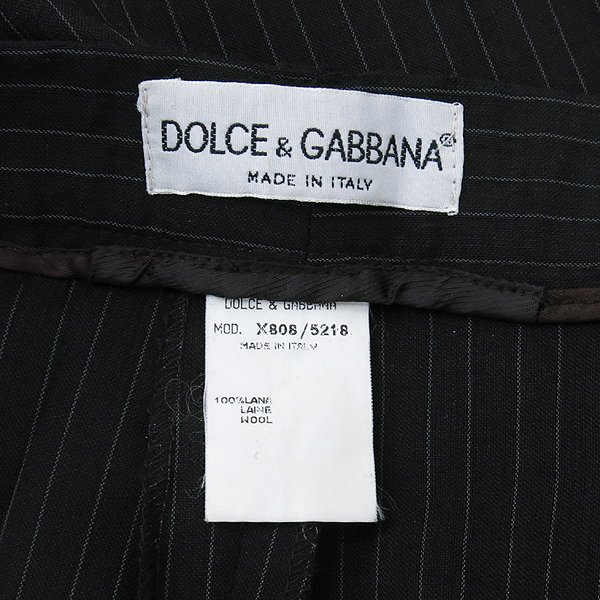 DOLCE & GABBANA®
MADE IN ITALY
DOLCE & GABBANA
MOD. X808/5218
MADE IN ITALY
100%LANA
LAINE
WOOL